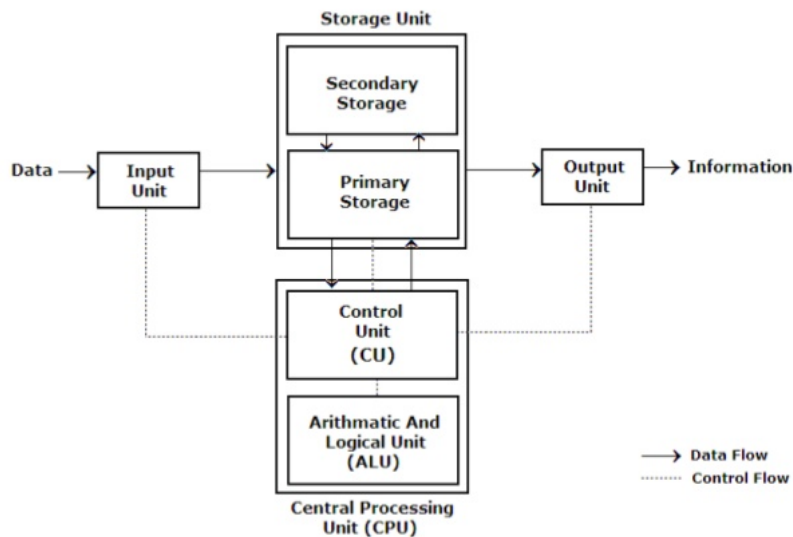 Storage Unit
Secondary
Storage
Data
Input
Unit
Primary
Storage
Output
Unit
Information
Control
Unit
(CU)
Arithmatic And
Logical Unit
(ALU)
Data Flow
Control Flow
Central Processing
Unit (CPU)